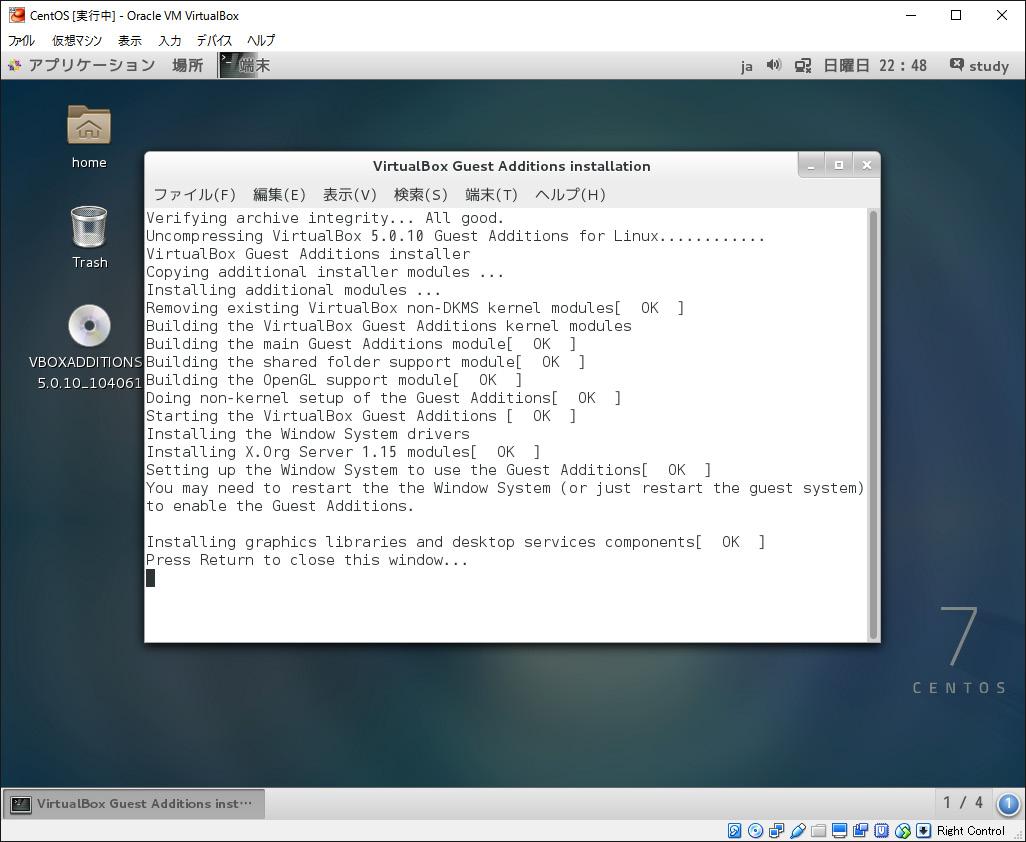 CentOS [実行中] - Oracle VM VirtualBox
ファイル 仮想マシン 表示 入力 デバイス ヘルプ
アプリケーション 場所 端末 ja 日曜日 22 : 48 study
home
Trash
VBOXADDITIONS
5.0.10_104061
VirtualBox Guest Additions installation
ファイル(F) 編集(E) 表示(V) 検索(S) 端末(T) ヘルプ(H)
Verifying archive integrity... All good.
Uncompressing VirtualBox 5.0.10 Guest Additions for Linux............
VirtualBox Guest Additions installer
Copying additional installer modules ...
Installing additional modules ...
Removing existing VirtualBox non-DKMS kernel modules[  OK  ]
Building the VirtualBox Guest Additions kernel modules
Building the main Guest Additions module[  OK  ]
Building the shared folder support module[  OK  ]
Building the OpenGL support module[  OK  ]
Doing non-kernel setup of the Guest Additions[  OK  ]
Starting the VirtualBox Guest Additions [  OK  ]
Installing the Window System drivers
Installing X.Org Server 1.15 modules[  OK  ]
Setting up the Window System to use the Guest Additions[  OK  ]
You may need to restart the the Window System (or just restart the guest system)
to enable the Guest Additions.
Installing graphics libraries and desktop services components[  OK  ]
Press Return to close this window...
7
CENTOS
VirtualBox Guest Additions inst… 1 / 4 1
Right Control